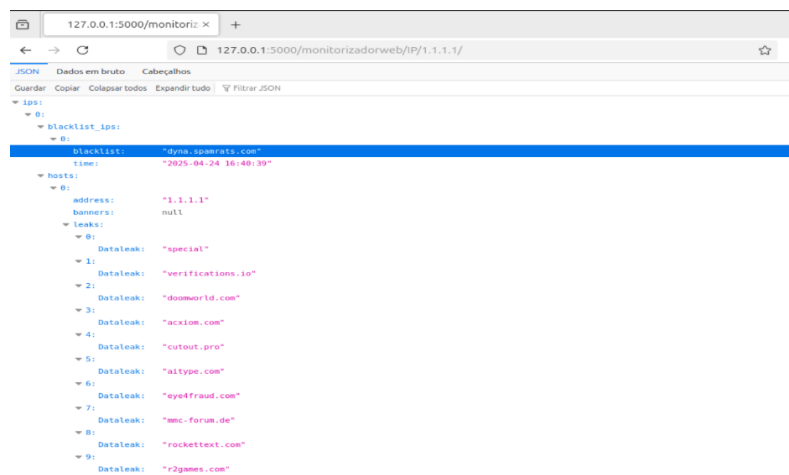 127.0.0.1:5000/monitoriz
127.0.0.1:5000/monitorizadorweb/IP/1.1.1.1/
JSON Dados em bruto Cabeçalhos
Guardar Copiar Colapsar todos Expandir tudo Filtrar JSON
ips:
0:
blacklist_ips:
0:
blacklist: "dyna.spamrats.com"
time: "2025-04-24 16:40:39"
hosts:
0:
address: "1.1.1.1"
banners: null
leaks:
0:
Dataleak: "special"
1:
Dataleak: "verifications.io"
2:
Dataleak: "doomworld.com"
3:
Dataleak: "acxiom.com"
4:
Dataleak: "cutout.pro"
5:
Dataleak: "aitype.com"
6:
Dataleak: "eye4fraud.com"
7:
Dataleak: "mmc-forum.de"
8:
Dataleak: "rockettext.com"
9:
Dataleak: "r2games.com"